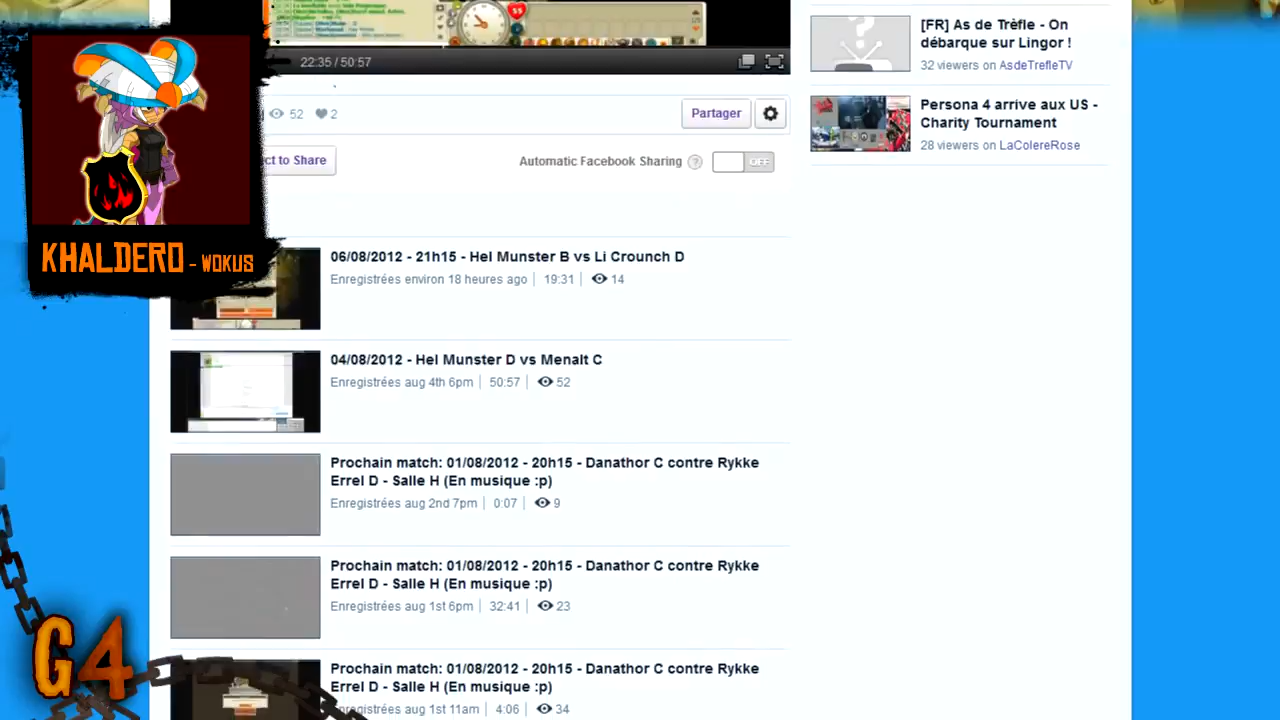 22:35 / 50:57
52 2
Partager
ct to Share
Automatic Facebook Sharing ? OFF
KHALDERO - WOKUS
06/08/2012 - 21h15 - Hel Munster B vs Li Crounch D
Enregistrées environ 18 heures ago 19:31 14
04/08/2012 - Hel Munster D vs Menalt C
Enregistrées aug 4th 6pm 50:57 52
Prochain match: 01/08/2012 - 20h15 - Danathor C contre Rykke
Errel D - Salle H (En musique :p)
Enregistrées aug 2nd 7pm 0:07 9
Prochain match: 01/08/2012 - 20h15 - Danathor C contre Rykke
Errel D - Salle H (En musique :p)
Enregistrées aug 1st 6pm 32:41 23
Prochain match: 01/08/2012 - 20h15 - Danathor C contre Rykke
Errel D - Salle H (En musique :p)
Enregistrées aug 1st 11am 4:06 34
G4
[FR] As de Trèfle - On
débarque sur Lingor !
32 viewers on AsdeTrefleTV
Persona 4 arrive aux US -
Charity Tournament
28 viewers on LaColereRose